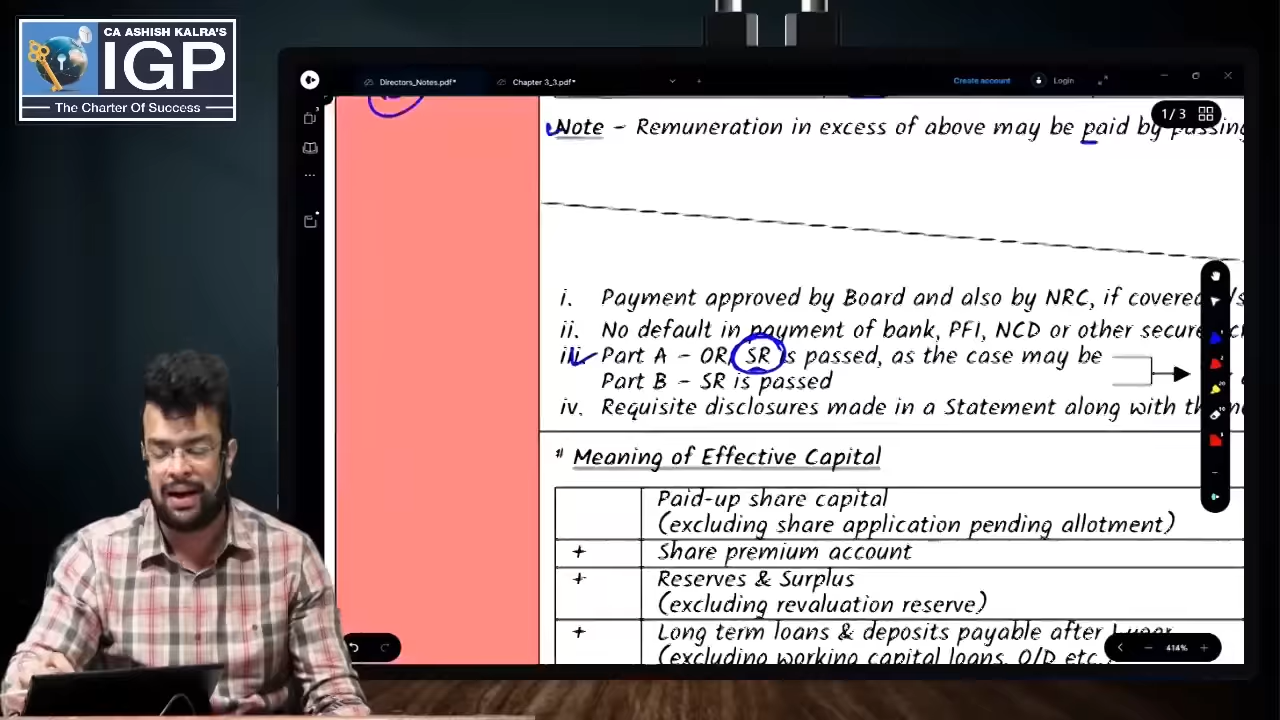 CA ASHISH KALRA'S
IGP
The Charter Of Success
Directors_Notes.pdf*
Chapter 3_3.pdf*
Create account
Login
1/3
Note - Remuneration in excess of above may be paid by passing
i. Payment approved by Board and also by NRC, if covered
ii. No default in payment of bank, PFI, NCD or other secure
iii. Part A - OR/ SR is passed, as the case may be
Part B - SR is passed
iv. Requisite disclosures made in a Statement along with
Meaning of Effective Capital
Paid-up share capital
(excluding share application pending allotment)
+ Share premium account
+ Reserves & Surplus
(excluding revaluation reserve)
+ Long term loans & deposits payable after 1 year
(excluding working capital loans, O/D etc.
414%